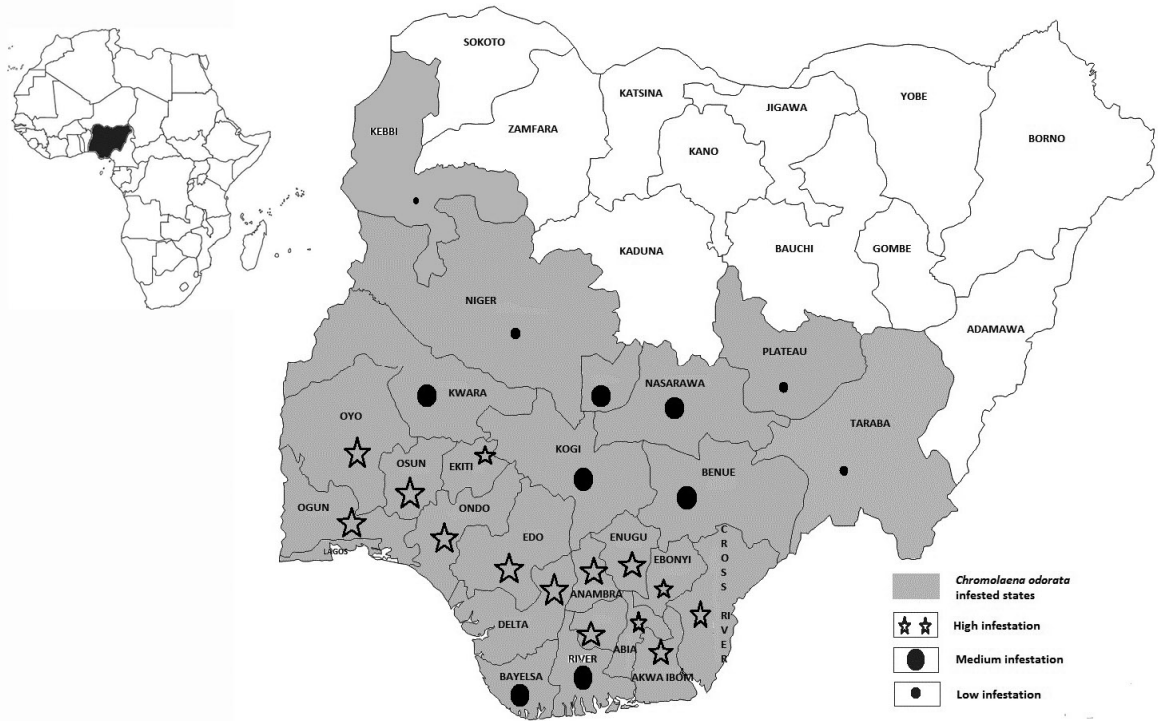 SOKOTO
KATSINA
JIGAWA
YOBE
BORNO
KEBBI
ZAMFARA
KANO
KADUNA
BAUCHI
GOMBE
NIGER
ADAMAWA
PLATEAU
KWARA
NASARAWA
OYO
TARABA
KOGI
OSUN
EKITI
BENUE
OGUN
ONDO
EDO
ENUGU
LAGOS
EBONYI
CROSS RIVER
ANAMBRA
DELTA
ABIA
RIVER
BAYELSA
AKWA IBOM
Chromolaena odorata
infested states
High infestation
Medium infestation
Low infestation